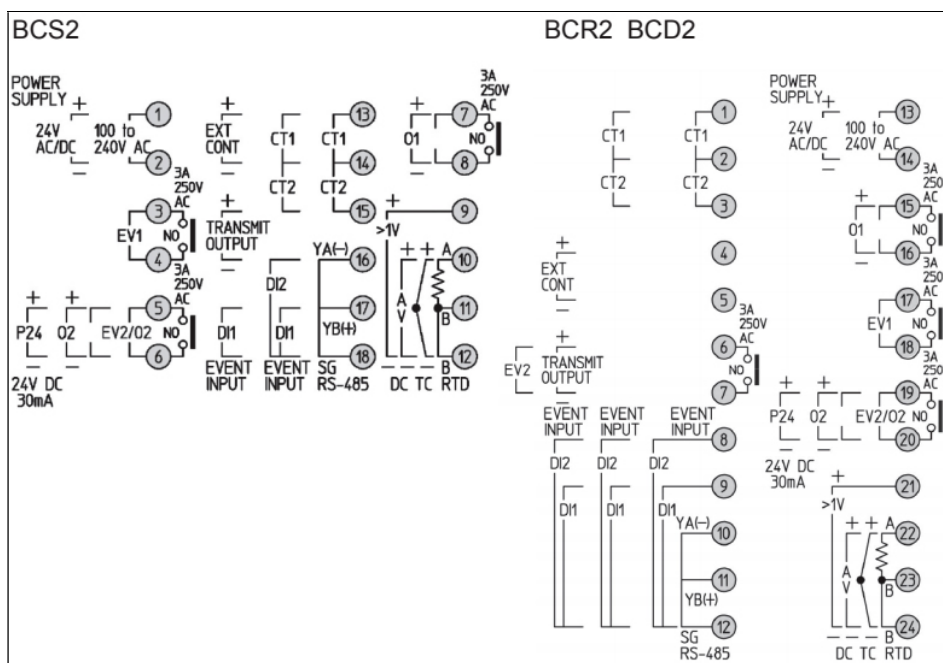 BCS2
POWER
SUPPLY
+
24V
AC/DC
−
100 to
240V AC
1
2
3A
250V
AC
3
EV1
NO
4
3A
250V
AC
+
+
5
P24
O2
EV2/O2
NO
−
−
6
24V DC
30mA
+
EXT
CONT
−
+
TRANSMIT
OUTPUT
−
DI1
EVENT
INPUT
CT1
CT2
DI2
DI1
EVENT
INPUT
13
CT1
14
CT2
15
YA(−)
16
17
YB(+)
18
SG
RS-485
3A
250V
AC
+
7
O1
NO
−
8
+
9
>1V
+ +
A
10
A
V
11
B
12
− − − B
DC TC RTD
BCR2 BCD2
1
CT1
CT1
2
CT2
CT2
3
+
4
EXT
CONT
−
5
3A
250V
AC
+
6
EV2
TRANSMIT
OUTPUT
NO
−
7
EVENT
INPUT
EVENT
INPUT
EVENT
INPUT
8
DI2
DI2
DI2
9
DI1
DI1
DI1
YA(−)
10
11
YB(+)
12
SG
RS-485
POWER
SUPPLY
+
13
24V
AC/DC
100 to
240V AC
−
14
3A
250V
AC
+
15
O1
NO
−
16
3A
250V
AC
17
EV1
NO
18
3A
250V
AC
+
+
19
P24
O2
EV2/O2
NO
−
−
20
24V DC
30mA
+
21
>1V
+ +
A
22
A
V
23
B
24
− − − B
DC TC RTD